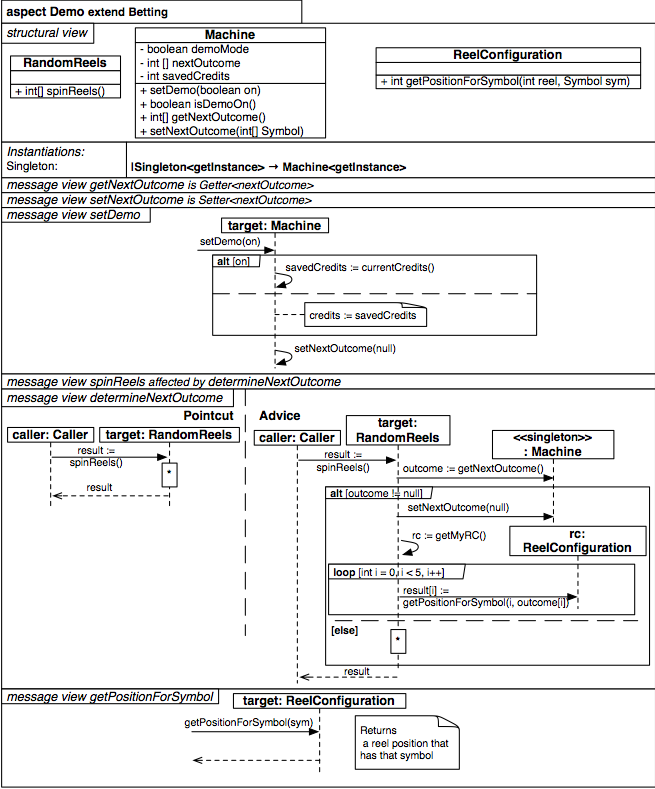 aspect Demo extend Betting
structural view
RandomReels
+ int[] spinReels()
Machine
- boolean demoMode
- int [] nextOutcome
- int savedCredits
+ setDemo(boolean on)
+ boolean isDemoOn()
+ int[] getNextOutcome()
+ setNextOutcome(int[] Symbol)
ReelConfiguration
+ int getPositionForSymbol(int reel, Symbol sym)
Instantiations:
Singleton:
ISingleton<getInstance> → Machine<getInstance>
message view getNextOutcome is Getter<nextOutcome>
message view setNextOutcome is Setter<nextOutcome>
message view setDemo
target: Machine
setDemo(on)
alt [on]
savedCredits := currentCredits()
credits := savedCredits
setNextOutcome(null)
message view spinReels affected by determineNextOutcome
message view determineNextOutcome
Pointcut
caller: Caller
target: RandomReels
result :=
spinReels()
*
result
Advice
caller: Caller
target:
RandomReels
<<singleton>>
: Machine
result :=
spinReels()
outcome := getNextOutcome()
alt [outcome != null]
setNextOutcome(null)
rc := getMyRC()
rc:
ReelConfiguration
loop [int i = 0, i < 5, i++]
result[i] :=
getPositionForSymbol(i, outcome[i])
[else]
*
result
message view getPositionForSymbol
target: ReelConfiguration
getPositionForSymbol(sym)
Returns
a reel position that
has that symbol